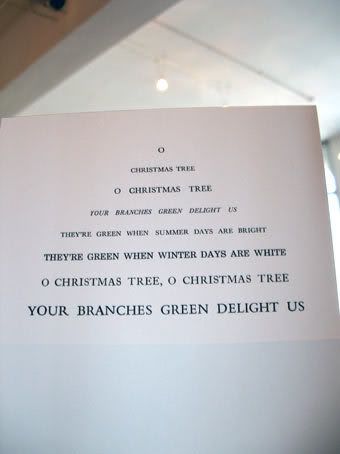 O
CHRISTMAS TREE
O CHRISTMAS TREE
YOUR BRANCHES GREEN DELIGHT US
THEY'RE GREEN WHEN SUMMER DAYS ARE BRIGHT
THEY'RE GREEN WHEN WINTER DAYS ARE WHITE
O CHRISTMAS TREE, O CHRISTMAS TREE
YOUR BRANCHES GREEN DELIGHT US